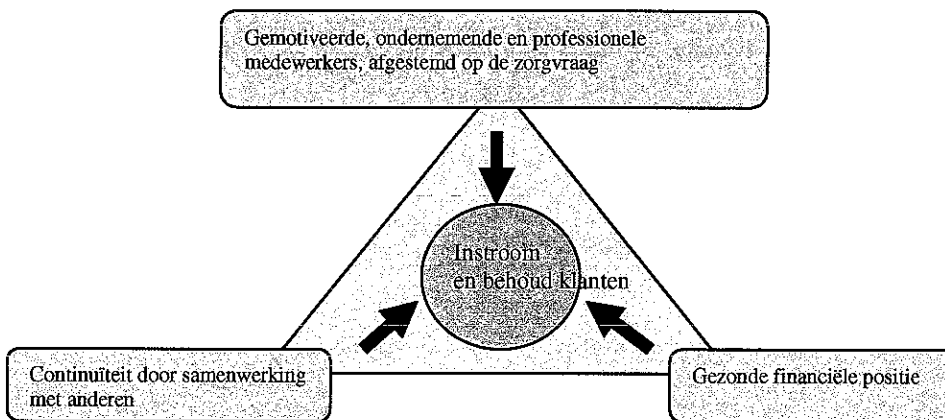 Gemotiveerde, ondernemende en professionele
medewerkers, afgestemd op de zorgvraag
Instroom
en behoud klanten
Continuïteit door samenwerking
met anderen
Gezonde financiële positie